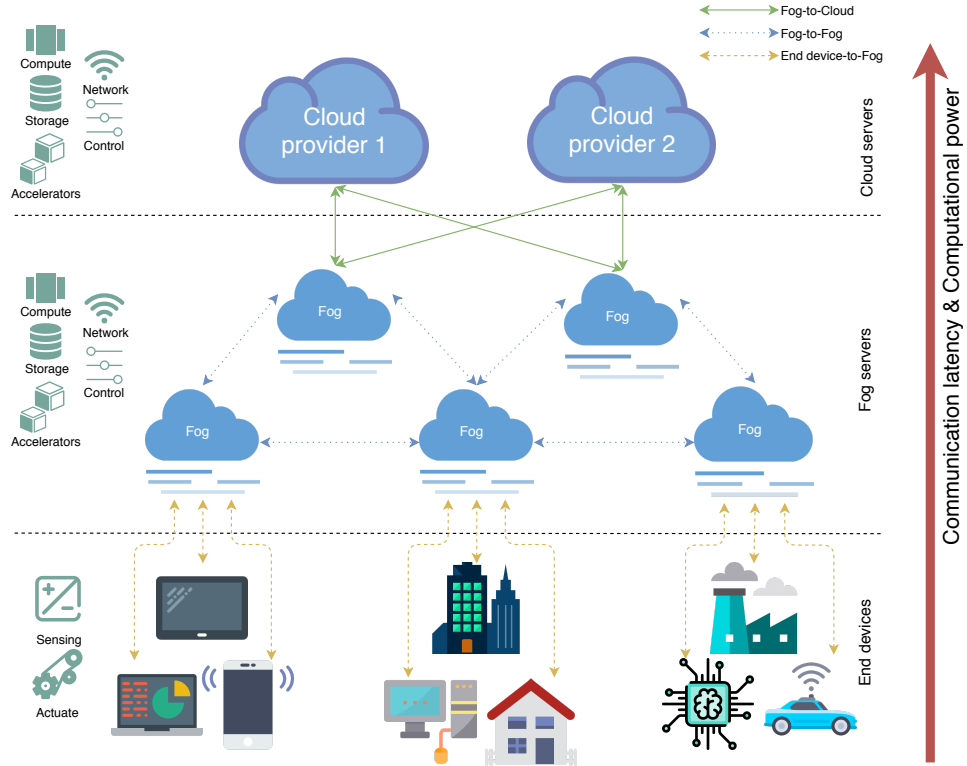 Fog-to-Cloud
Fog-to-Fog
End device-to-Fog
Compute
Network
Storage
Control
Accelerators
Cloud
provider 1
Cloud
provider 2
Cloud servers
Communication latency & Computational power
Compute
Network
Storage
Control
Accelerators
Fog
Fog
Fog
Fog
Fog
Fog servers
Sensing
Actuate
End devices